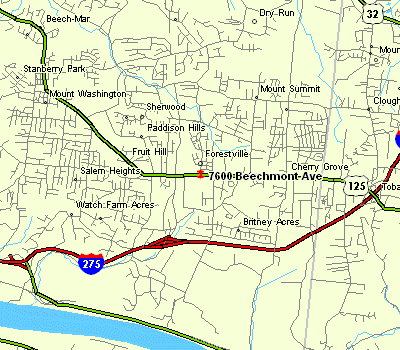 Dry Run
32
Beech-Mar
Mount
Stanberry Park
Mount Washington
Mount Summit
Sherwood
Clough
Paddison Hills
Fruit Hill
Forestville
Cherry Grove
Salem Heights
7600 Beechmont Ave
125
Toba
Watch Farm Acres
Britney Acres
275